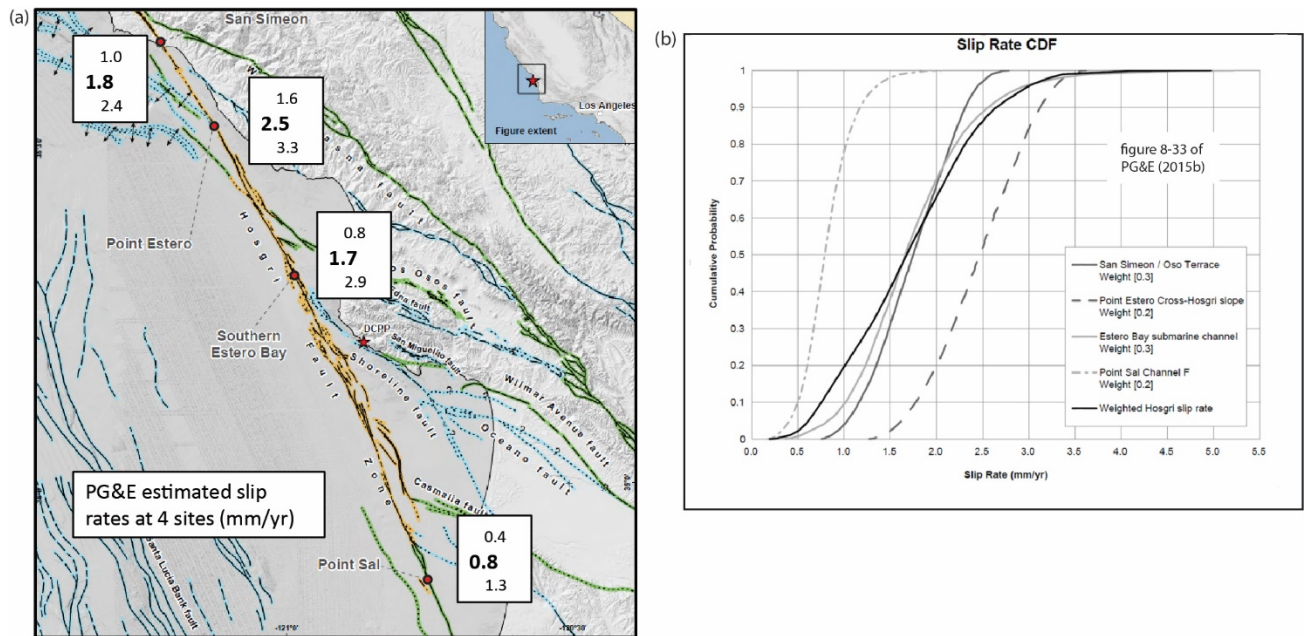 (a)
San Simeon
1.0
1.8
2.4
1.6
2.5
3.3
Los Angeles
Figure extent
fault
Point Estero
Hosgri
Fault
Zone
0.8
1.7
2.9
Southern
Estero Bay
Osos fault
Edna fault
DCPP
San Miguelito fault
Shoreline fault
Wilmar Avenue fault
Oceano fault
PG&E estimated slip
rates at 4 sites (mm/yr)
Casmalia fault
0.4
0.8
1.3
Point Sal
Santa Lucia Bank fault
-121°0'
-120°30'
(b)
Slip Rate CDF
Cumulative Probability
1
0.9
0.8
0.7
0.6
0.5
0.4
0.3
0.2
0.1
0
figure 8-33 of
PG&E (2015b)
San Simeon / Oso Terrace
Weight [0.3]
Point Estero Cross-Hosgri slope
Weight [0.2]
Estero Bay submarine channel
Weight [0.3]
Point Sal Channel F
Weight [0.2]
Weighted Hosgri slip rate
0.0 0.5 1.0 1.5 2.0 2.5 3.0 3.5 4.0 4.5 5.0 5.5
Slip Rate (mm/yr)